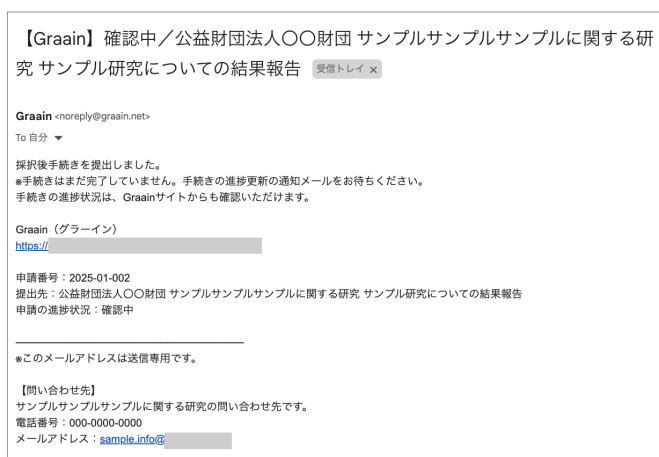 【Graain】確認中／公益財団法人〇〇財団 サンプルサンプルサンプルに関する研
究 サンプル研究についての結果報告 受信トレイ x
Graain <noreply@graain.net>
To 自分
採択後手続きを提出しました。
※手続きはまだ完了していません。手続きの進捗更新の通知メールをお待ちください。
手続きの進捗状況は、Graainサイトからも確認いただけます。
Graain（グラーイン）
https://
申請番号：2025-01-002
提出先：公益財団法人〇〇財団 サンプルサンプルサンプルに関する研究 サンプル研究についての結果報告
申請の進捗状況：確認中
※このメールアドレスは送信専用です。
【問い合わせ先】
サンプルサンプルサンプルに関する研究の問い合わせ先です。
電話番号：000-0000-0000
メールアドレス：sample.info@